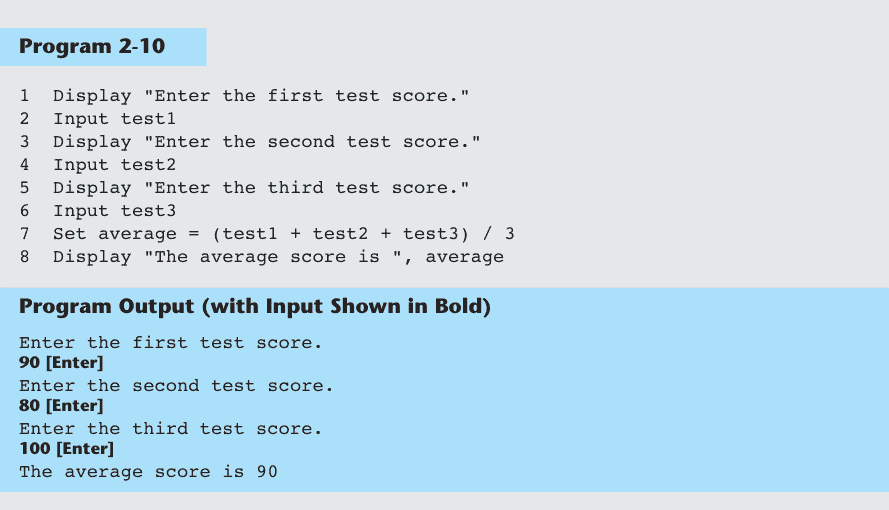 Program 2-10
1 Display "Enter the first test score."
2 Input test1
3 Display "Enter the second test score."
4 Input test2
5 Display "Enter the third test score."
6 Input test3
7 Set average = (test1 + test2 + test3) / 3
8 Display "The average score is ", average
Program Output (with Input Shown in Bold)
Enter the first test score.
90 [Enter]
Enter the second test score.
80 [Enter]
Enter the third test score.
100 [Enter]
The average score is 90